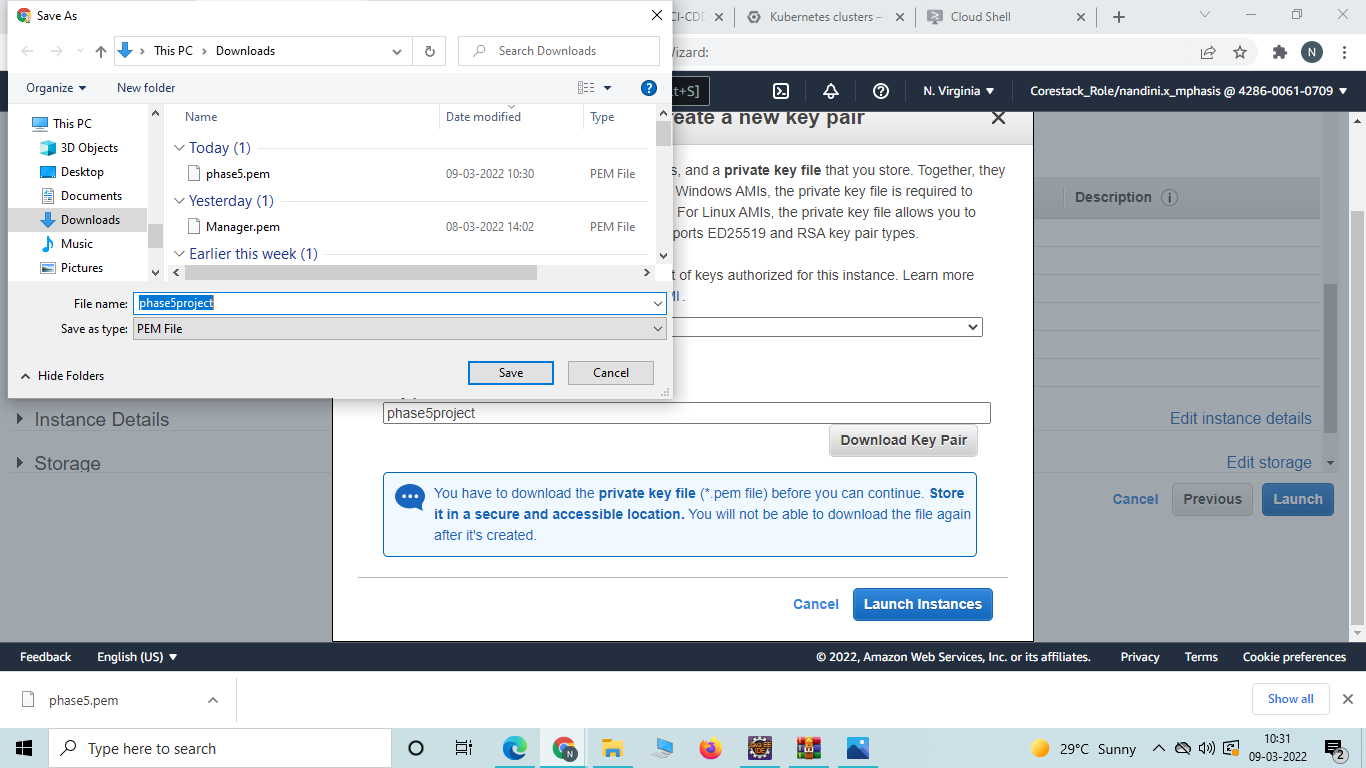 Save As
This PC
Downloads
Search Downloads
Organize
New folder
This PC
3D Objects
Desktop
Documents
Downloads
Music
Pictures
Name
Date modified
Type
Today (1)
phase5.pem
09-03-2022 10:30
PEM File
Yesterday (1)
Manager.pem
08-03-2022 14:02
PEM File
Earlier this week (1)
File name:
phase5project
Save as type:
PEM File
Hide Folders
Save
Cancel
CI-CDD
Kubernetes clusters –
Cloud Shell
Wizard:
N
t+S]
N. Virginia
Corestack_Role/nandini.x_mphasis @ 4286-0061-0709
eate a new key pair
s, and a private key file that you store. Together, they
Windows AMIs, the private key file is required to
For Linux AMIs, the private key file allows you to
ports ED25519 and RSA key pair types.
t of keys authorized for this instance. Learn more
MI .
Description
phase5project
Download Key Pair
You have to download the private key file (*.pem file) before you can continue. Store
it in a secure and accessible location. You will not be able to download the file again
after it's created.
Cancel
Launch Instances
Instance Details
Edit instance details
Storage
Edit storage
Cancel
Previous
Launch
Feedback
English (US)
© 2022, Amazon Web Services, Inc. or its affiliates.
Privacy
Terms
Cookie preferences
phase5.pem
Show all
Type here to search
N
29°C Sunny
10:31
09-03-2022
2